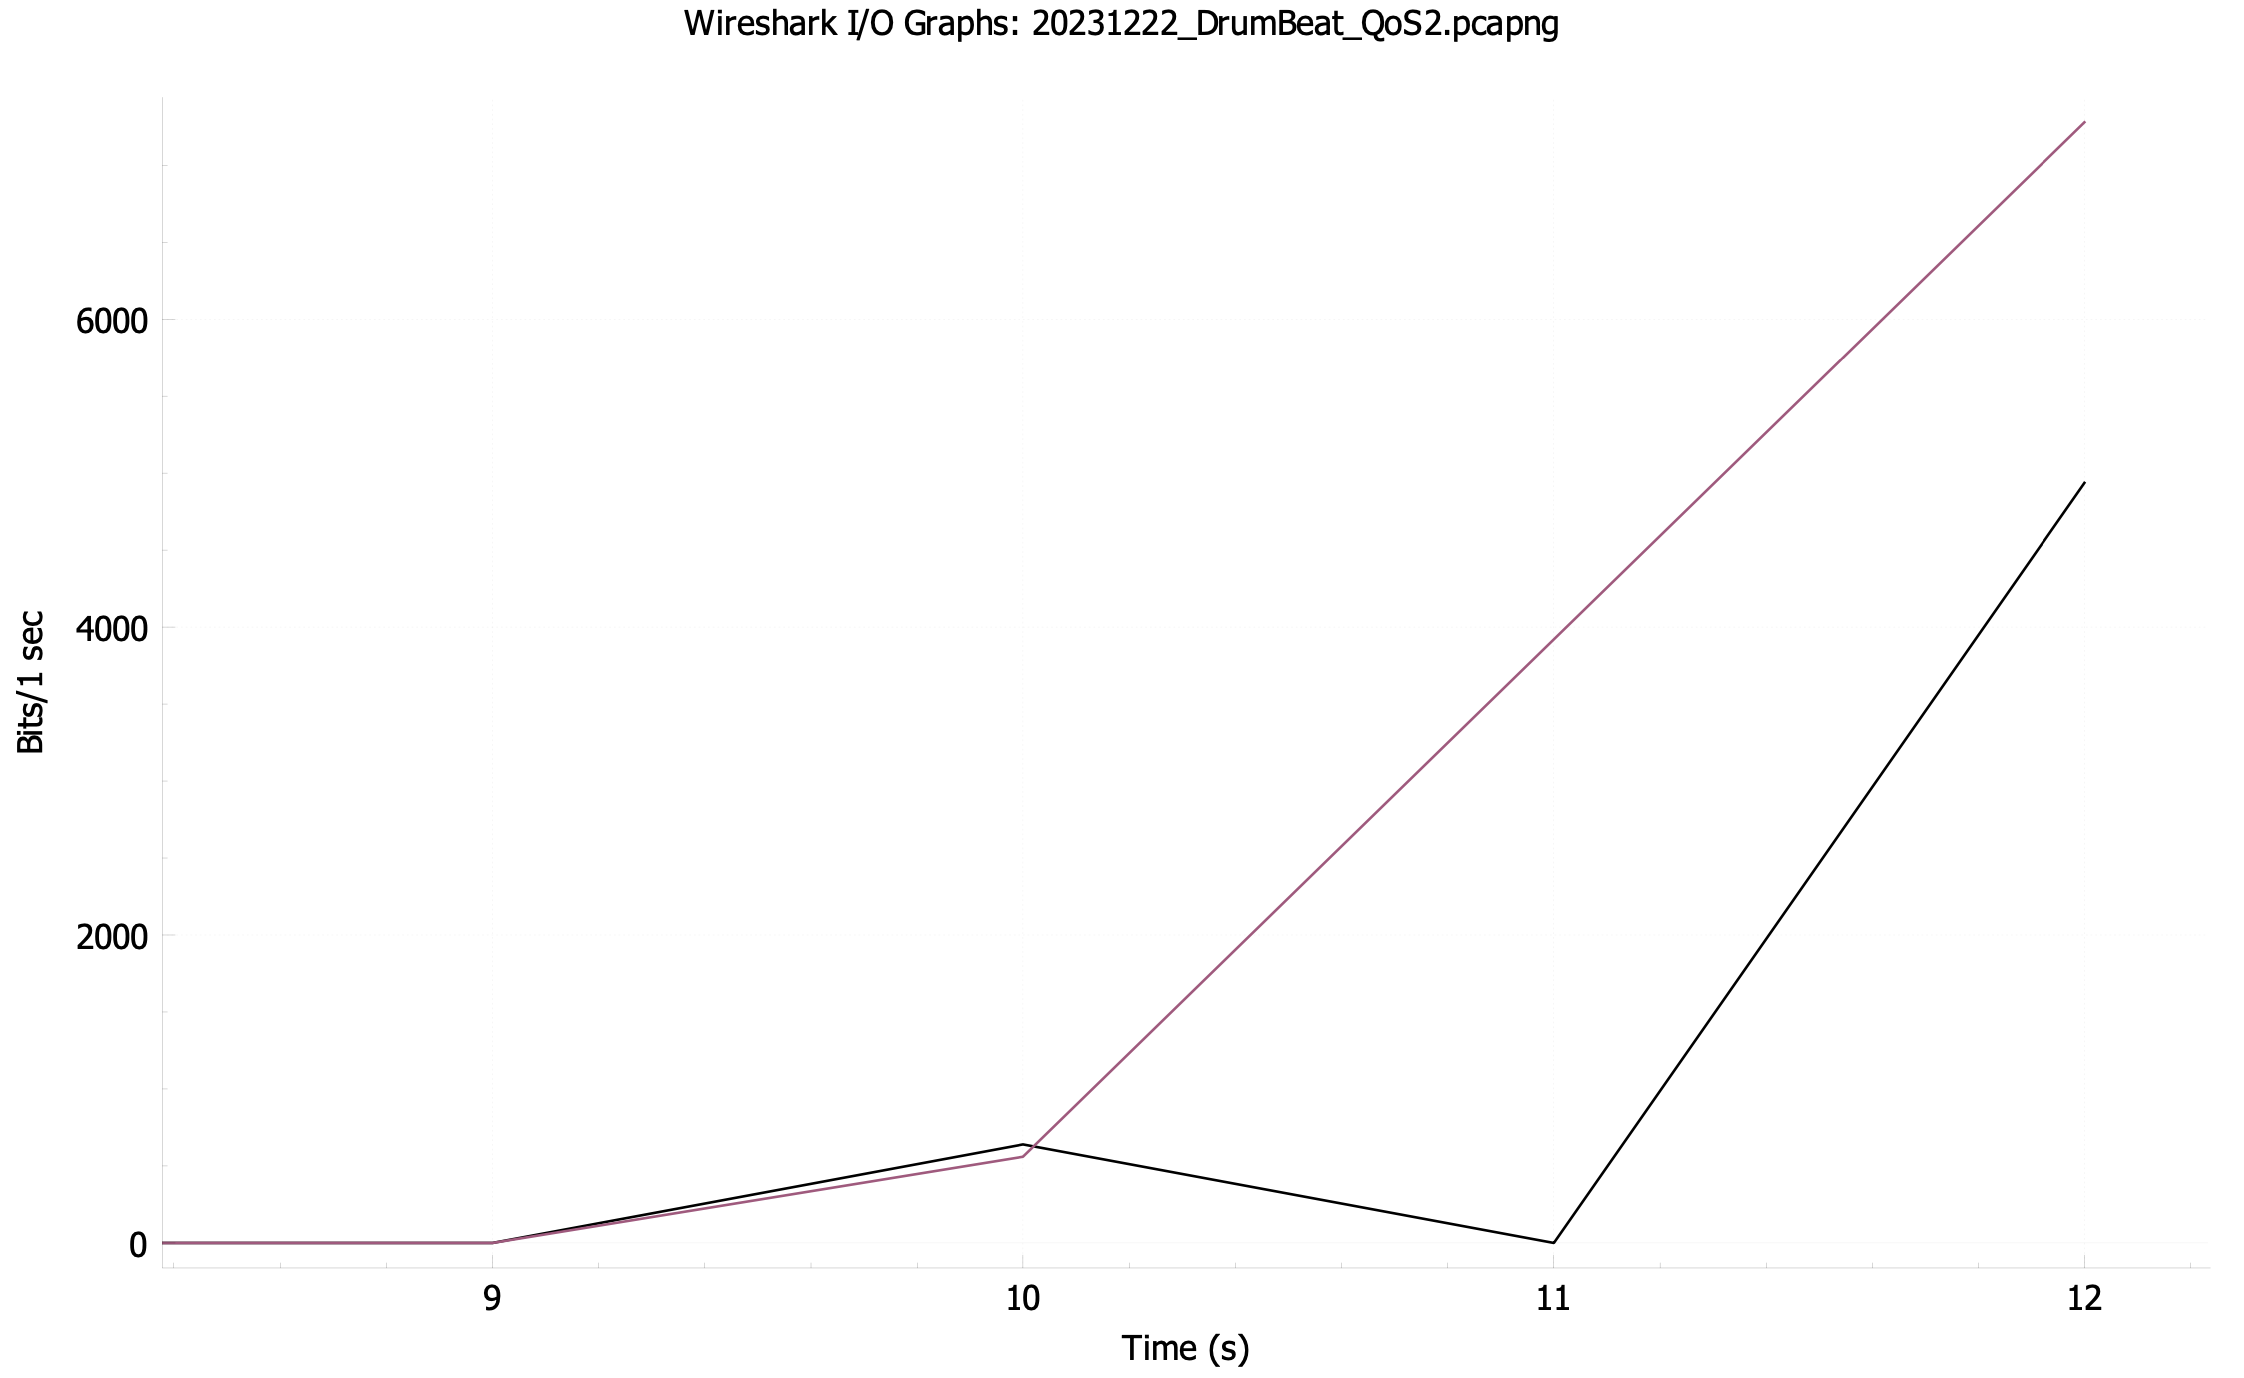 Wireshark I/O Graphs: 20231222_DrumBeat_QoS2.pcapng
6000
4000
2000
0
Bits/1 sec
9 10 11 12
Time (s)